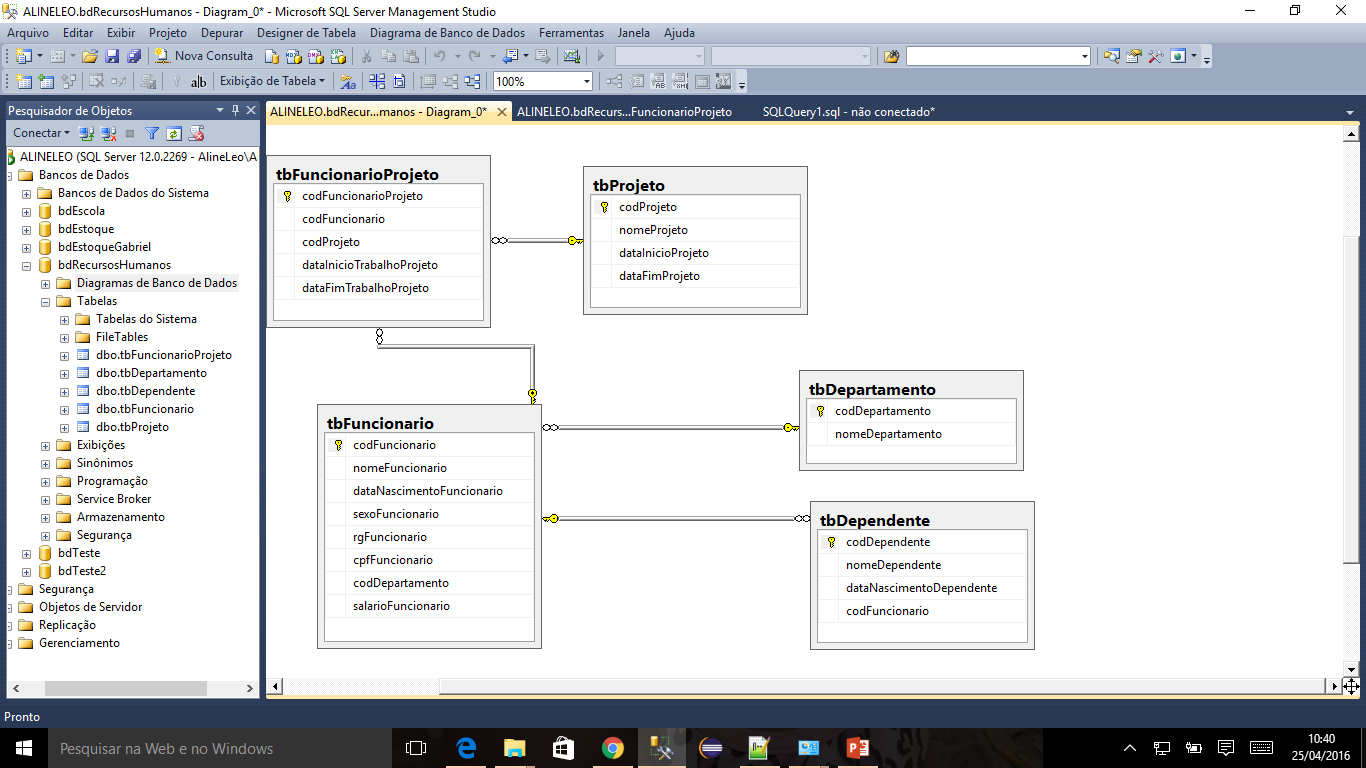 ALINELEO.bdRecursosHumanos - Diagram_0* - Microsoft SQL Server Management Studio
Arquivo Editar Exibir Projeto Depurar Designer de Tabela Diagrama de Banco de Dados Ferramentas Janela Ajuda
Nova Consulta
Exibição de Tabela 100%
Pesquisador de Objetos
Conectar
ALINELEO (SQL Server 12.0.2269 - AlineLeo\A
Bancos de Dados
Bancos de Dados do Sistema
bdEscola
bdEstoque
bdEstoqueGabriel
bdRecursosHumanos
Diagramas de Banco de Dados
Tabelas
Tabelas do Sistema
FileTables
dbo.tbFuncionarioProjeto
dbo.tbDepartamento
dbo.tbDependente
dbo.tbFuncionario
dbo.tbProjeto
Exibições
Sinônimos
Programação
Service Broker
Armazenamento
Segurança
bdTeste
bdTeste2
Segurança
Objetos de Servidor
Replicação
Gerenciamento
ALINELEO.bdRecur...manos - Diagram_0* ALINELEO.bdRecurs...FuncionarioProjeto SQLQuery1.sql - não conectado*
tbFuncionarioProjeto
codFuncionarioProjeto
codFuncionario
codProjeto
dataInicioTrabalhoProjeto
dataFimTrabalhoProjeto
tbProjeto
codProjeto
nomeProjeto
dataInicioProjeto
dataFimProjeto
tbFuncionario
codFuncionario
nomeFuncionario
dataNascimentoFuncionario
sexoFuncionario
rgFuncionario
cpfFuncionario
codDepartamento
salarioFuncionario
tbDepartamento
codDepartamento
nomeDepartamento
tbDependente
codDependente
nomeDependente
dataNascimentoDependente
codFuncionario
Pronto
Pesquisar na Web e no Windows
10:40
25/04/2016